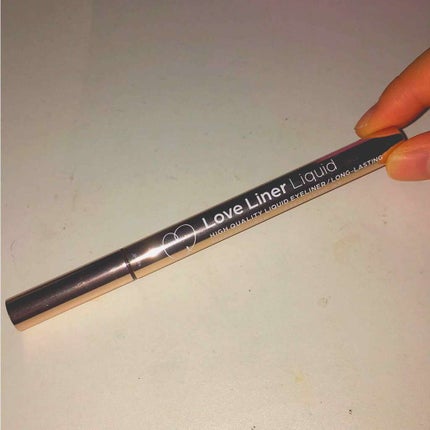 Love Liner Liquid
HIGH QUALITY LIQUID EYELINER / LONG-LASTING